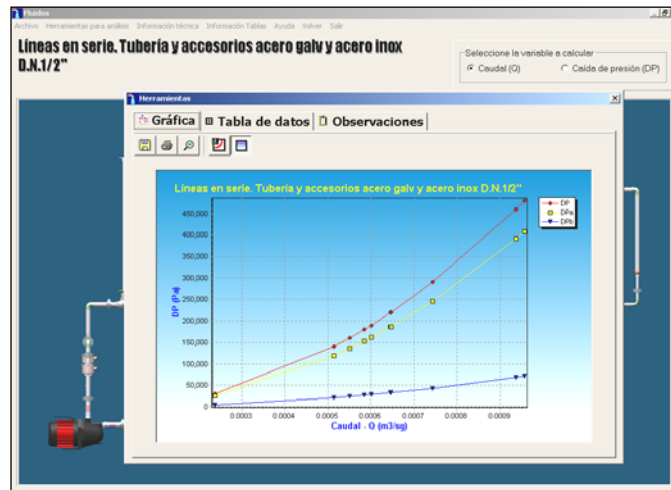 Fluidos
Archivo Herramientas para análisis Información técnica Información Tablas Ayuda Volver Salir
Líneas en serie. Tubería y accesorios acero galv y acero inox
D.N.1/2"
Seleccione la variable a calcular
Caudal (Q) Caída de presión (DP)
Herramientas
Gráfica Tabla de datos Observaciones
Líneas en serie. Tubería y accesorios acero galv y acero inox D.N.1/2"
DP
DPa
DPb
450,000
400,000
350,000
300,000
250,000
200,000
150,000
100,000
50,000
0
DP (Pa)
0.0003 0.0004 0.0005 0.0006 0.0007 0.0008 0.0009
Caudal - Q (m3/sg)